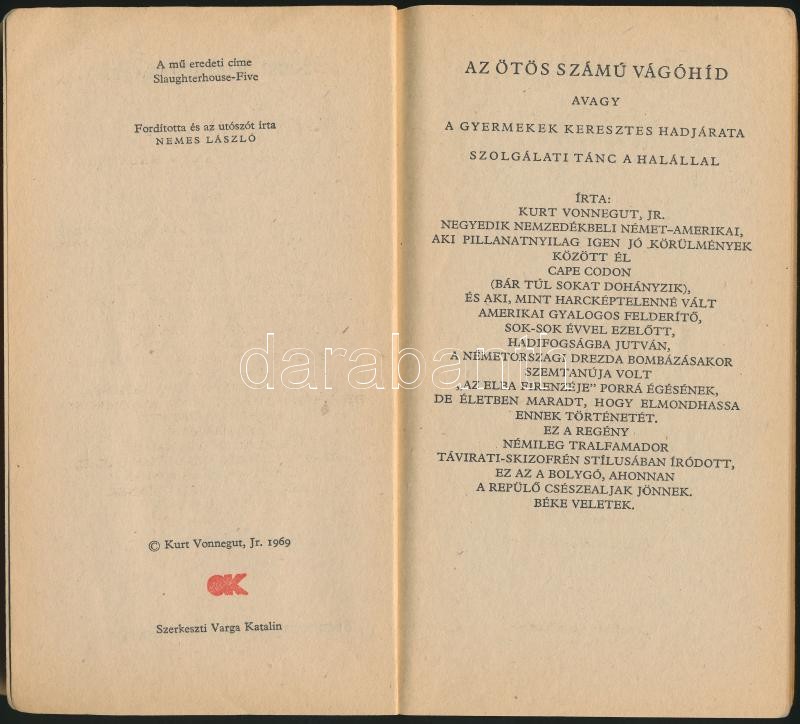 A mű eredeti címe
Slaughterhouse-Five
Fordította és az utószót írta
NEMES LÁSZLÓ
© Kurt Vonnegut, Jr. 1969
OK
Szerkeszti Varga Katalin
AZ ÖTÖS SZÁMÚ VÁGÓHÍD
AVAGY
A GYERMEKEK KERESZTES HADJÁRATA
SZOLGÁLATI TÁNC A HALÁLLAL
ÍRTA:
KURT VONNEGUT, JR.
NEGYEDIK NEMZEDÉKBELI NÉMET–AMERIKAI,
AKI PILLANATNYILAG IGEN JÓ KÖRÜLMÉNYEK
KÖZÖTT ÉL
CAPE CODON
(BÁR TÚL SOKAT DOHÁNYZIK),
ÉS AKI, MINT HARCKÉPTELENNÉ VÁLT
AMERIKAI GYALOGOS FELDERÍTŐ,
SOK-SOK ÉVVEL EZELŐTT,
HADIFOGSÁGBA JUTVÁN,
A NÉMETORSZÁGI DREZDA BOMBÁZÁSAKOR
SZEMTANÚJA VOLT
„AZ ELBA FIRENZÉJE” PORRÁ ÉGÉSÉNEK,
DE ÉLETBEN MARADT, HOGY ELMONDHASSA
ENNEK TÖRTÉNETÉT.
EZ A REGÉNY
NÉMILEG TRALFAMADOR
TÁVIRATI-SKIZOFRÉN STÍLUSÁBAN ÍRÓDOTT,
EZ AZ A BOLYGÓ, AHONNAN
A REPÜLŐ CSÉSZEALJAK JÖNNEK.
BÉKE VELETEK.